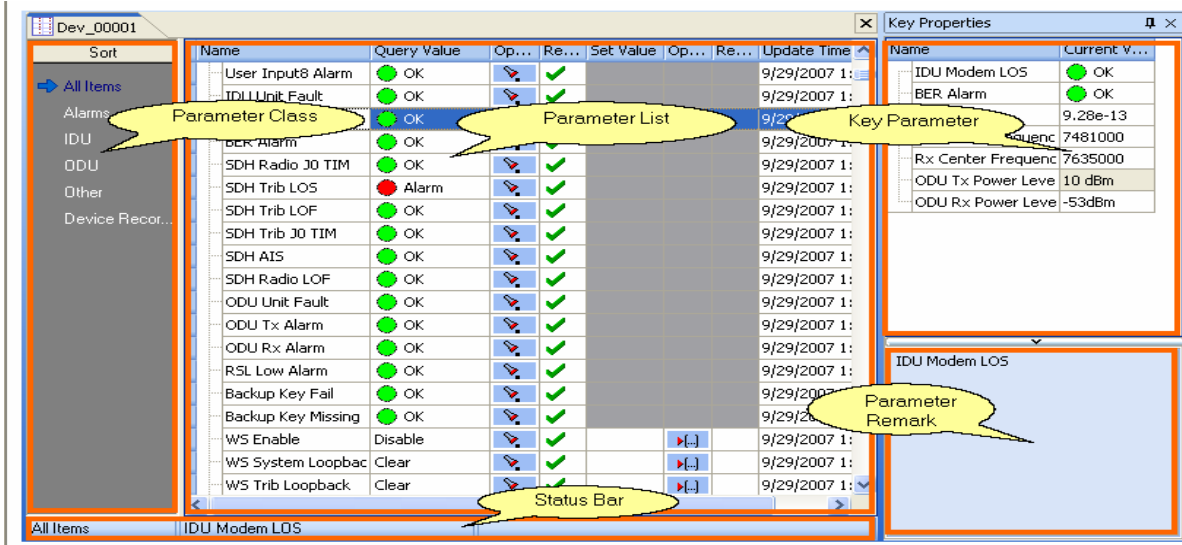 Dev_00001
Sort
All Items
Alarms
IDU
ODU
Other
Device Recor...
Parameter Class
Name Query Value Op... Re... Set Value Op... Re... Update Time
User Input8 Alarm OK 9/29/2007 1:
IDU Unit Fault OK 9/29/2007 1:
OK
Parameter List
BER Alarm OK 9/29/2007 1:
SDH Radio J0 TIM OK 9/29/2007 1:
SDH Trib LOS Alarm 9/29/2007 1:
SDH Trib LOF OK 9/29/2007 1:
SDH Trib J0 TIM OK 9/29/2007 1:
SDH AIS OK 9/29/2007 1:
SDH Radio LOF OK 9/29/2007 1:
ODU Unit Fault OK 9/29/2007 1:
ODU Tx Alarm OK 9/29/2007 1:
ODU Rx Alarm OK 9/29/2007 1:
RSL Low Alarm OK 9/29/2007 1:
Backup Key Fail OK
Backup Key Missing OK
WS Enable Disable [...] 9/29/2007 1:
WS System Loopbac Clear [...] 9/29/2007 1:
WS Trib Loopback Clear [...] 9/29/2007 1:
Status Bar
All Items IDU Modem LOS
Key Properties
Name Current V...
IDU Modem LOS OK
BER Alarm OK
9.28e-13
Key Parameter
7481000
Rx Center Frequenc 7635000
ODU Tx Power Leve 10 dBm
ODU Rx Power Leve -53dBm
IDU Modem LOS
Parameter
Remark